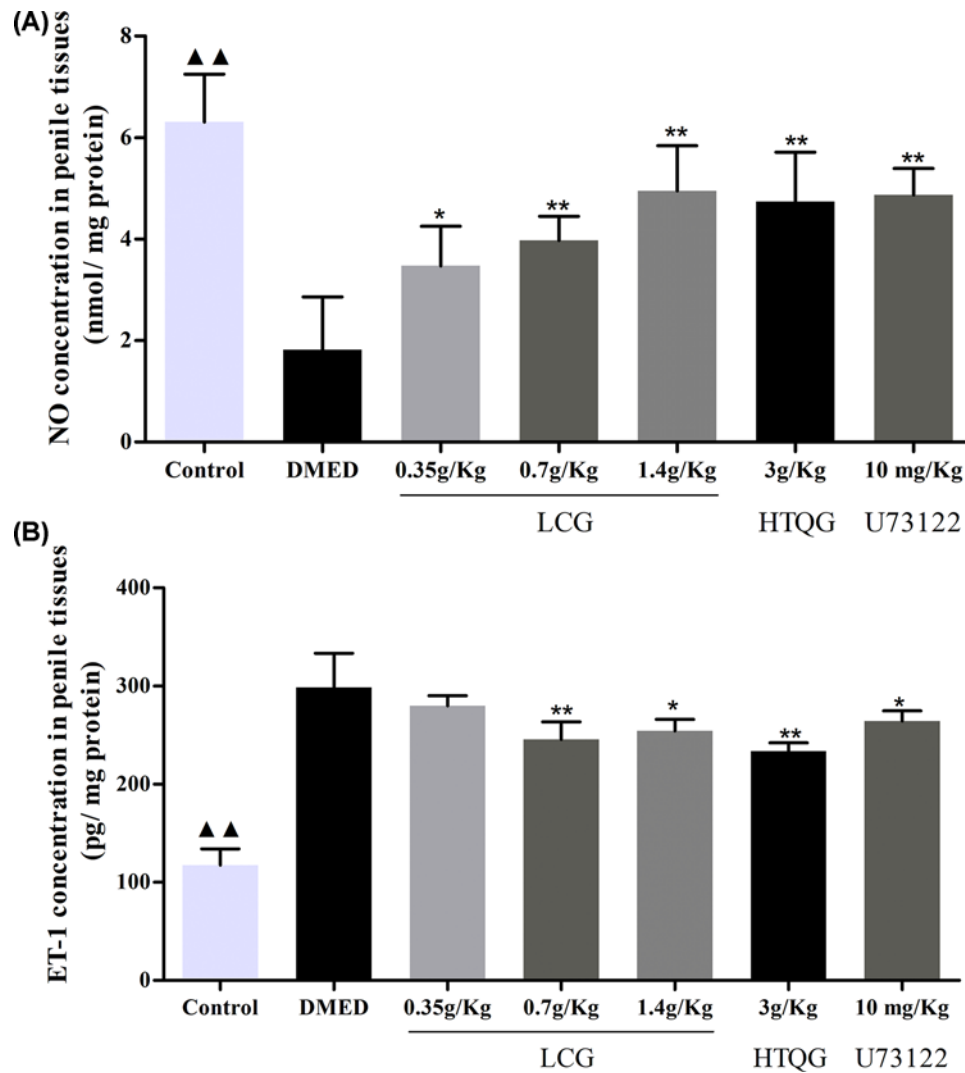 (A)
NO concentration in penile tissues
(nmol/ mg protein)
8
6
4
2
0
▲▲
*
**
**
**
**
Control DMED 0.35g/Kg 0.7g/Kg 1.4g/Kg 3g/Kg 10 mg/Kg
LCG HTQG U73122
(B)
ET-1 concentration in penile tissues
(pg/ mg protein)
400
300
200
100
0
▲▲
**
*
**
*
Control DMED 0.35g/Kg 0.7g/Kg 1.4g/Kg 3g/Kg 10 mg/Kg
LCG HTQG U73122